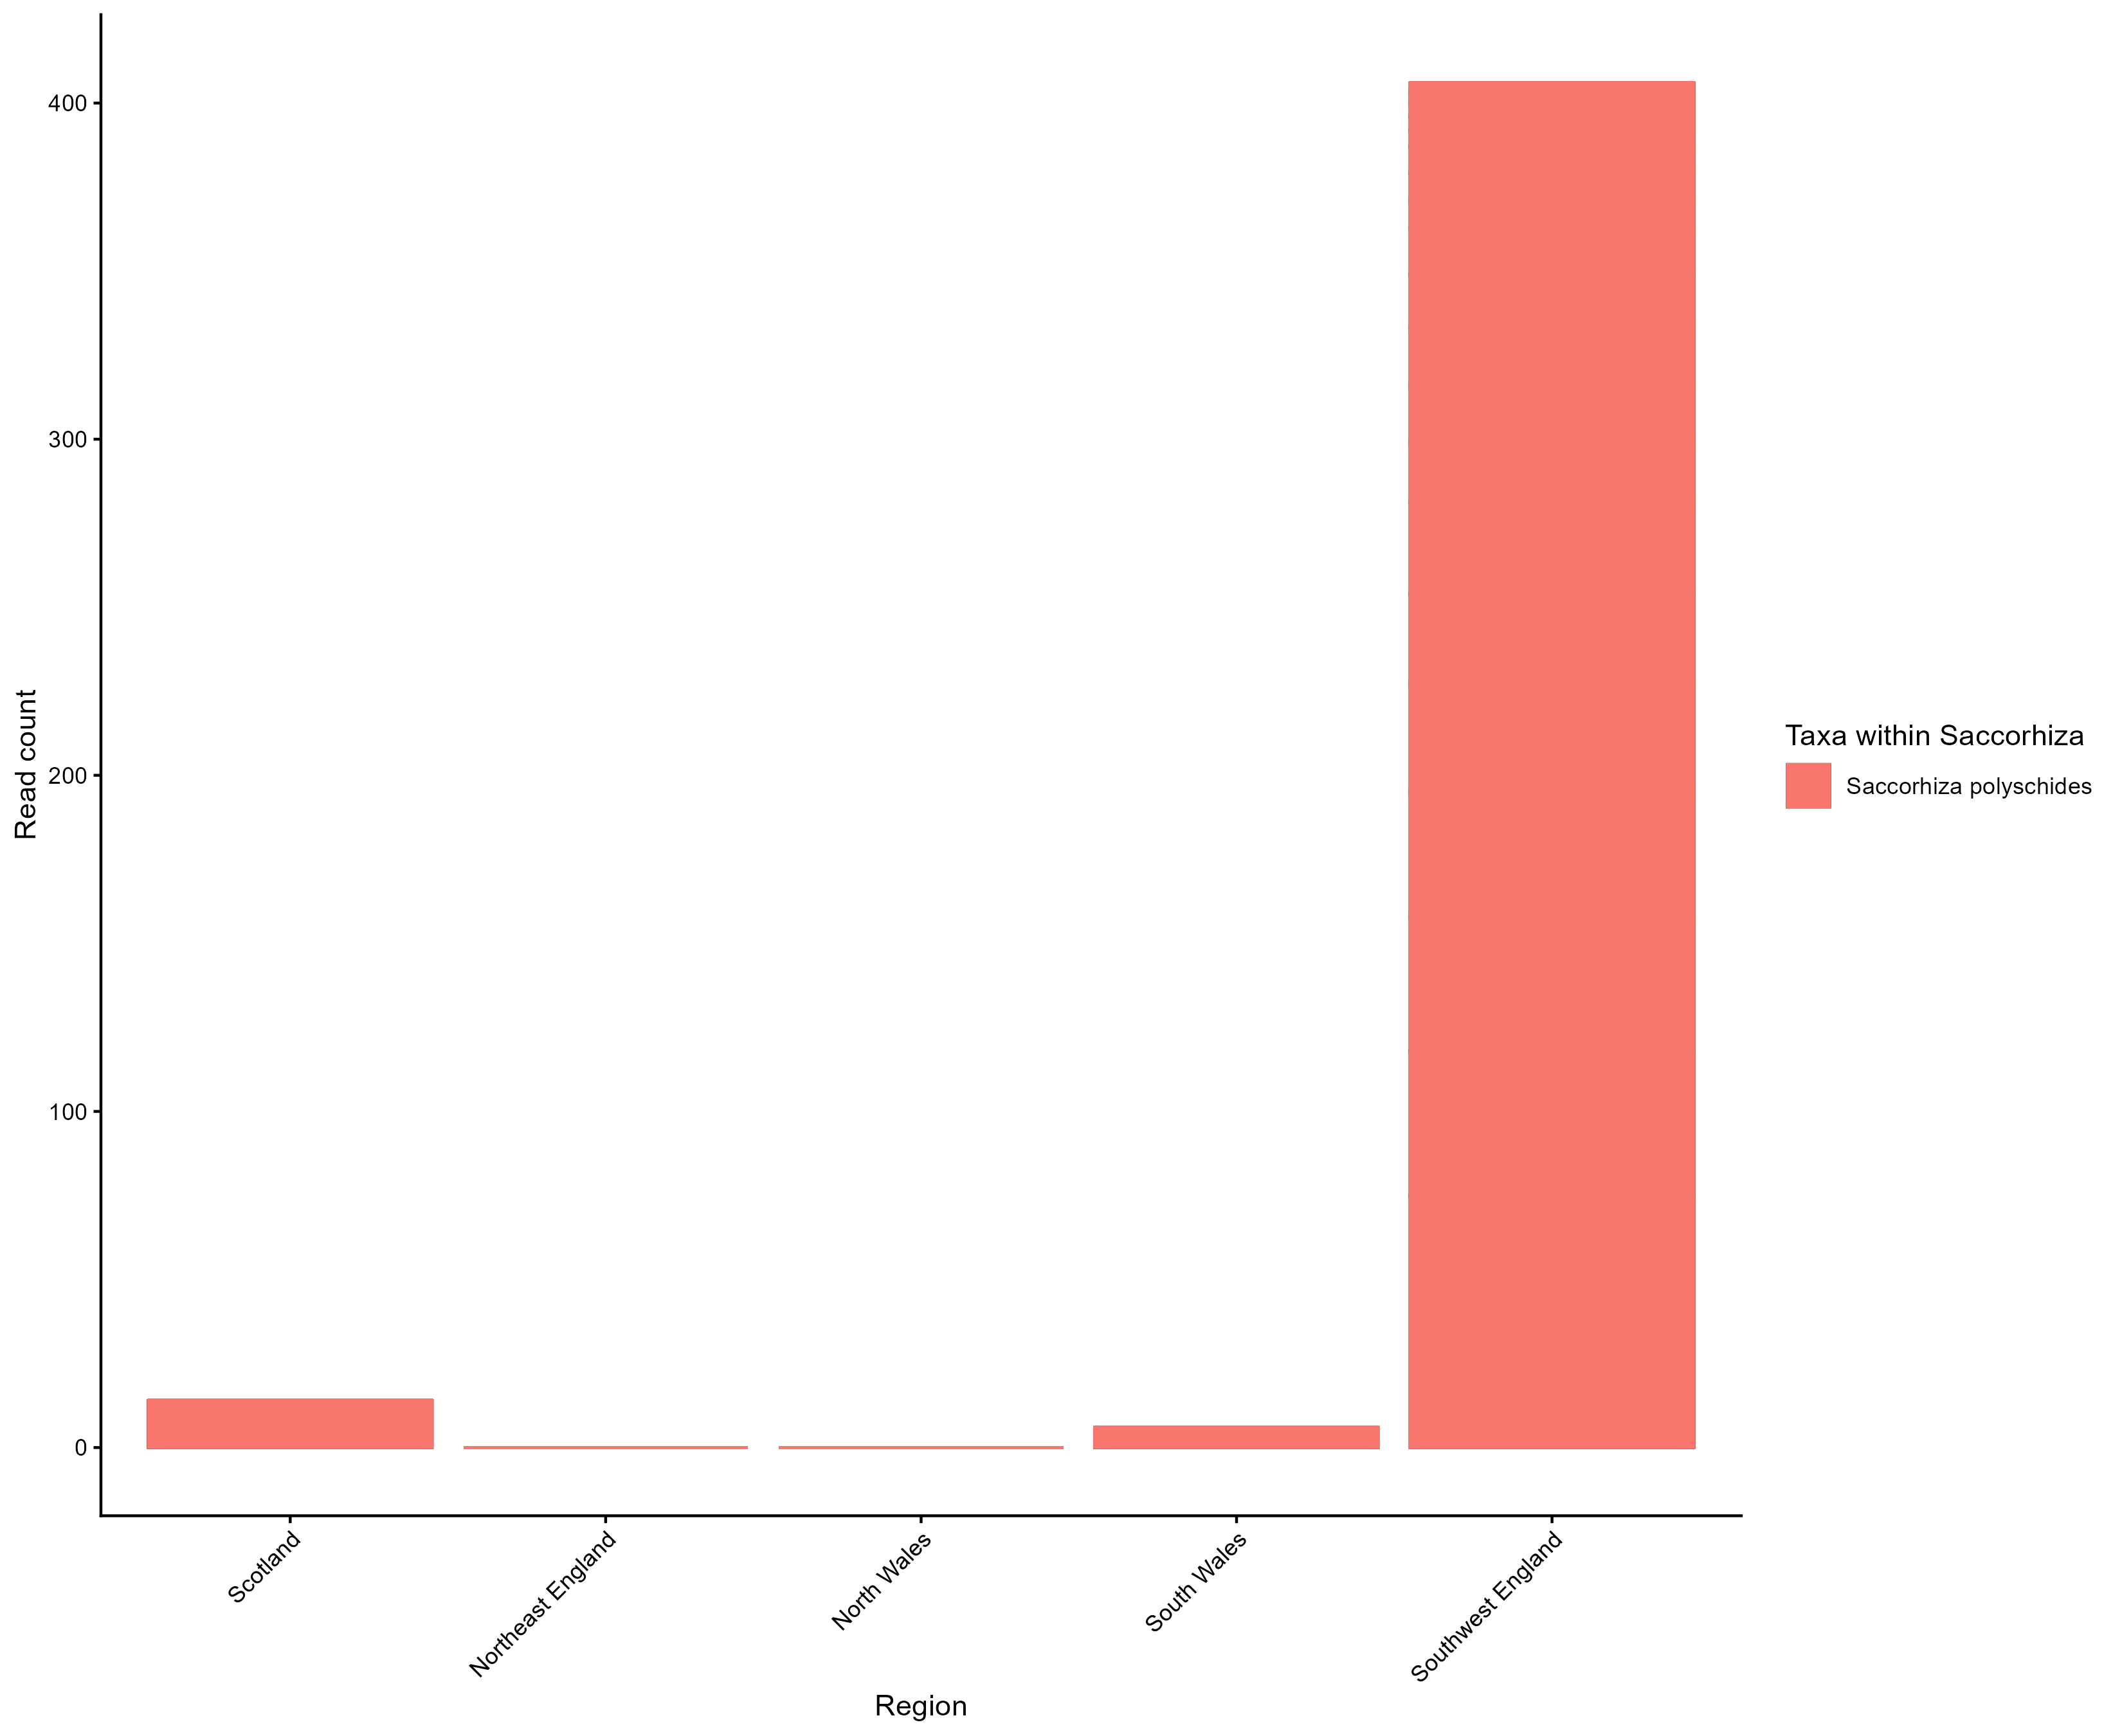 400
300
200
100
0
Read count
Scotland
Northeast England
North Wales
South Wales
Southwest England
Region
Taxa within Saccorhiza
Saccorhiza polyschides